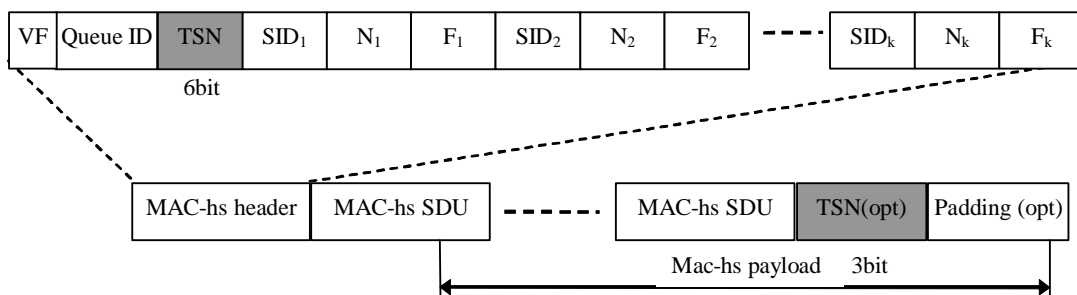 VF Queue ID TSN SID1 N1 F1 SID2 N2 F2 SIDk Nk Fk
6bit
MAC-hs header MAC-hs SDU MAC-hs SDU TSN(opt) Padding (opt)
Mac-hs payload 3bit